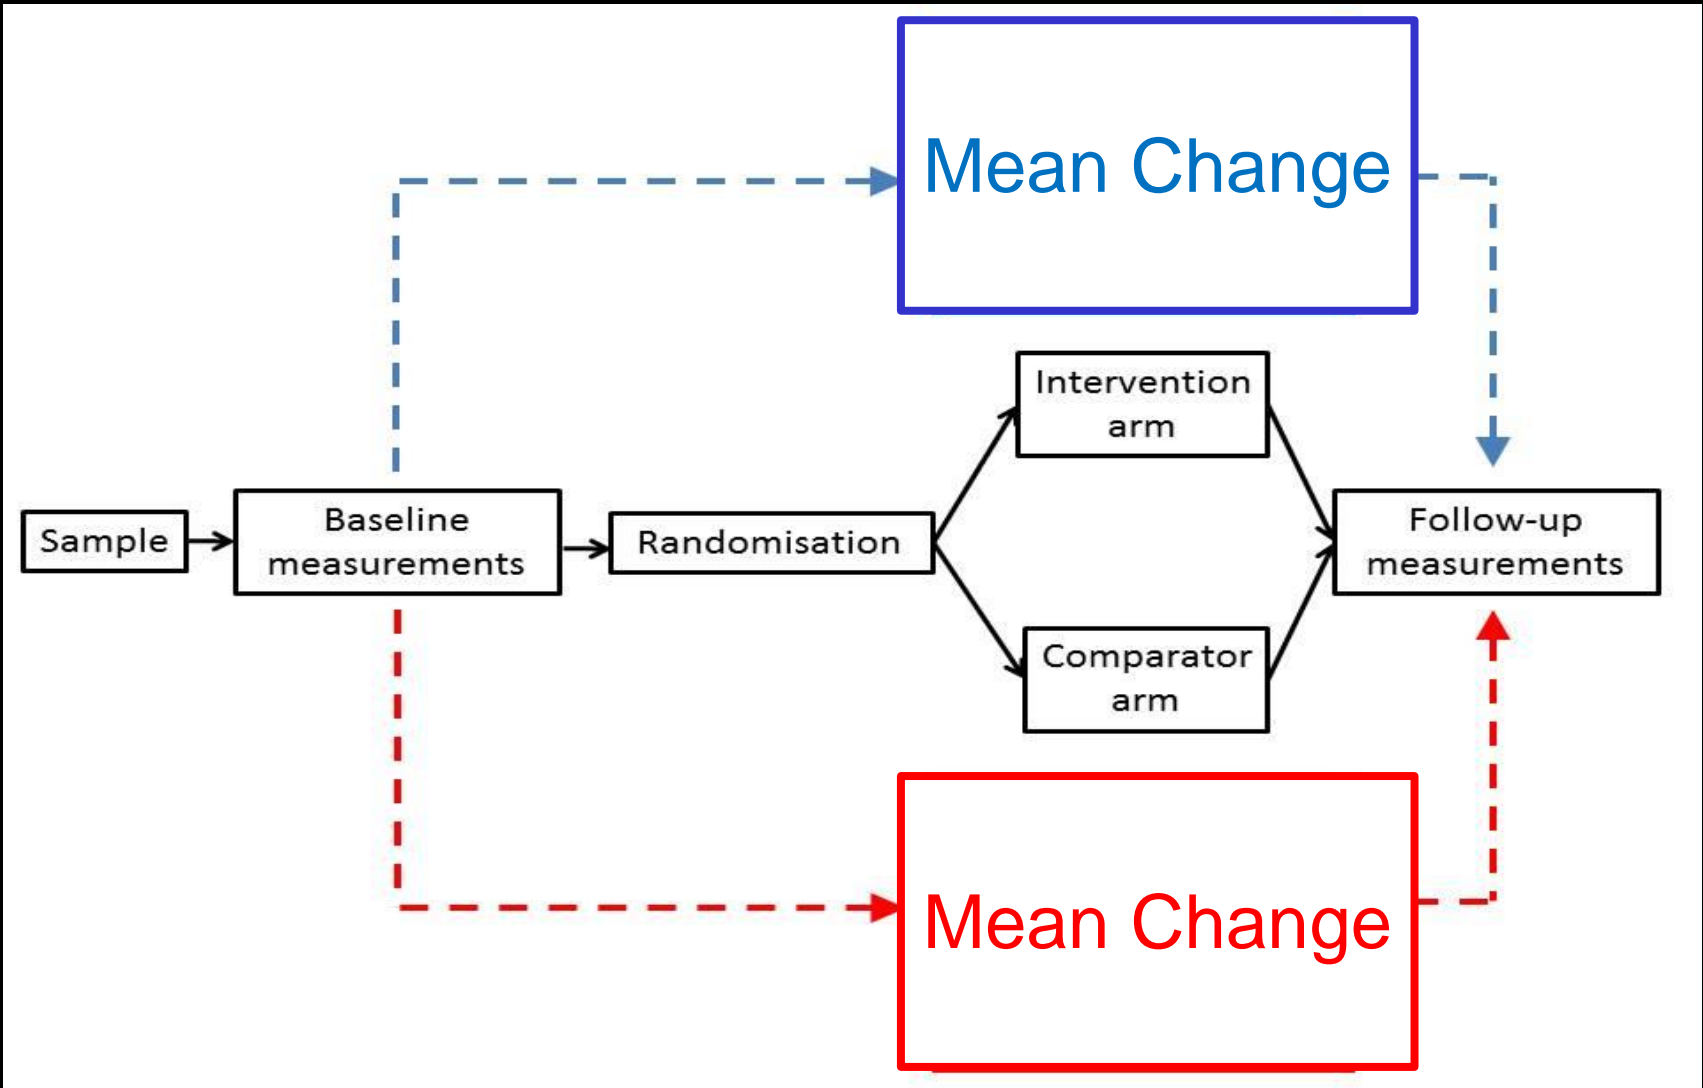 Mean Change
Intervention
arm
Sample
Baseline
measurements
Randomisation
Follow-up
measurements
Comparator
arm
Mean Change